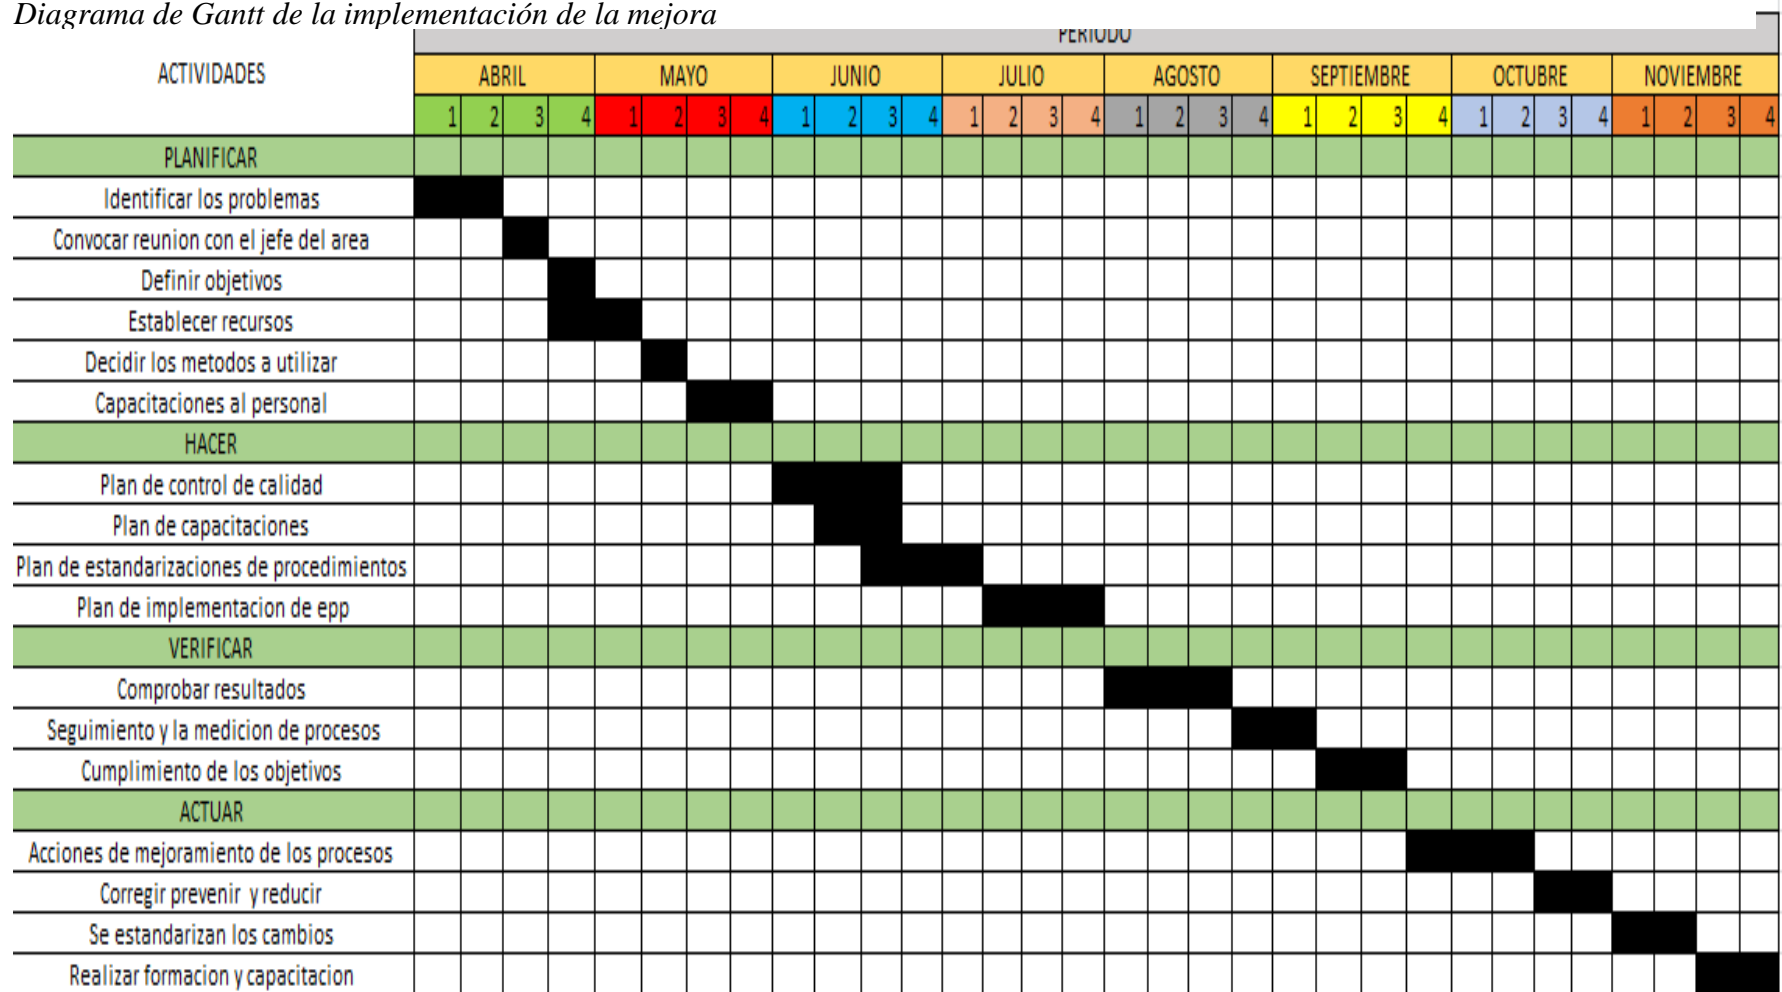 Diagrama de Gantt de la implementación de la mejora
PERIODO
ACTIVIDADES ABRIL MAYO JUNIO JULIO AGOSTO SEPTIEMBRE OCTUBRE NOVIEMBRE
1 2 3 4 1 2 3 4 1 2 3 4 1 2 3 4 1 2 3 4 1 2 3 4 1 2 3 4 1 2 3 4
PLANIFICAR
Identificar los problemas
Convocar reunion con el jefe del area
Definir objetivos
Establecer recursos
Decidir los metodos a utilizar
Capacitaciones al personal
HACER
Plan de control de calidad
Plan de capacitaciones
Plan de estandarizaciones de procedimientos
Plan de implementacion de epp
VERIFICAR
Comprobar resultados
Seguimiento y la medicion de procesos
Cumplimiento de los objetivos
ACTUAR
Acciones de mejoramiento de los procesos
Corregir prevenir y reducir
Se estandarizan los cambios
Realizar formacion y capacitacion